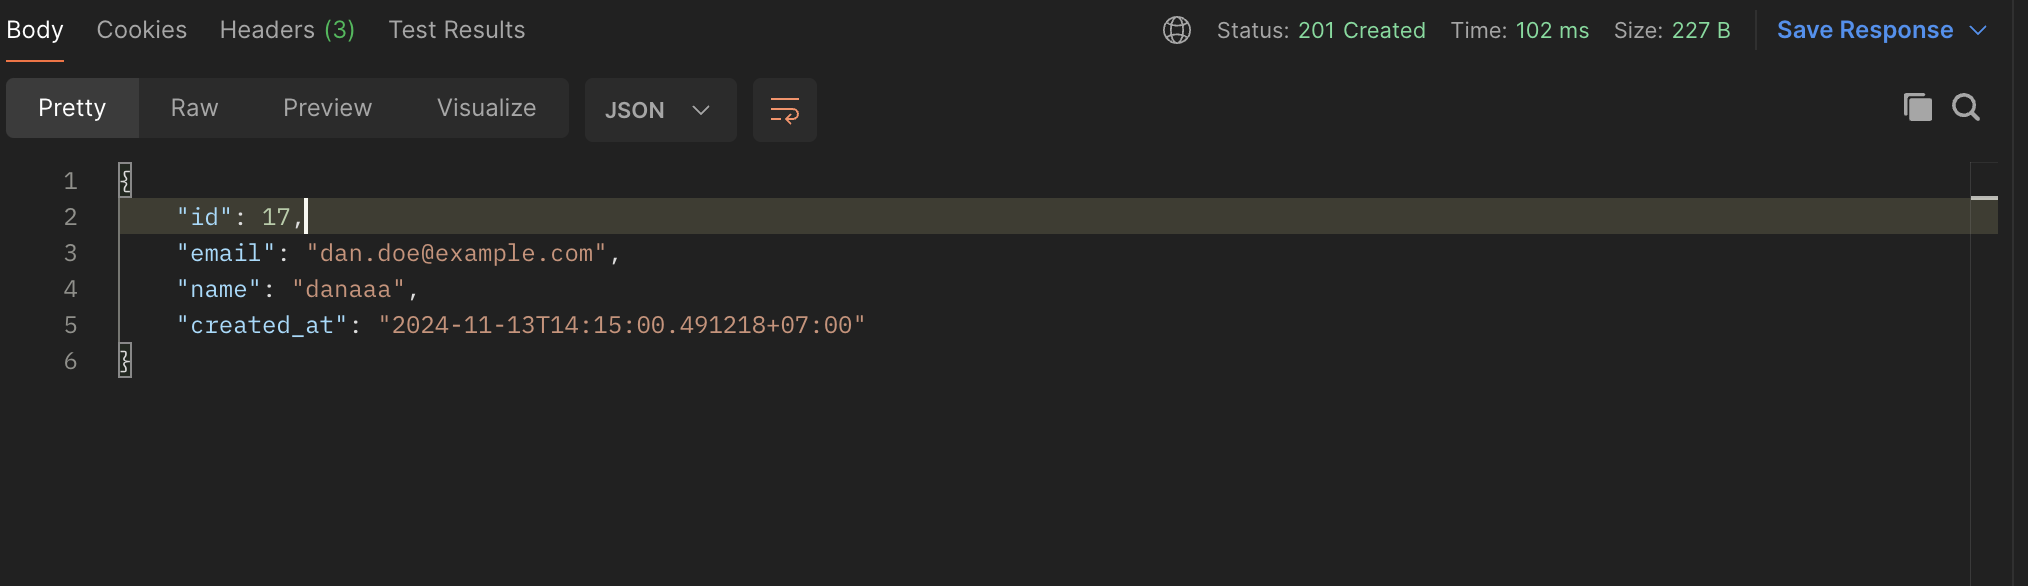 Body Cookies Headers (3) Test Results Status: 201 Created Time: 102 ms Size: 227 B Save Response
Pretty Raw Preview Visualize JSON
1 {
2 "id": 17,
3 "email": "dan.doe@example.com",
4 "name": "danaaa",
5 "created_at": "2024-11-13T14:15:00.491218+07:00"
6 }